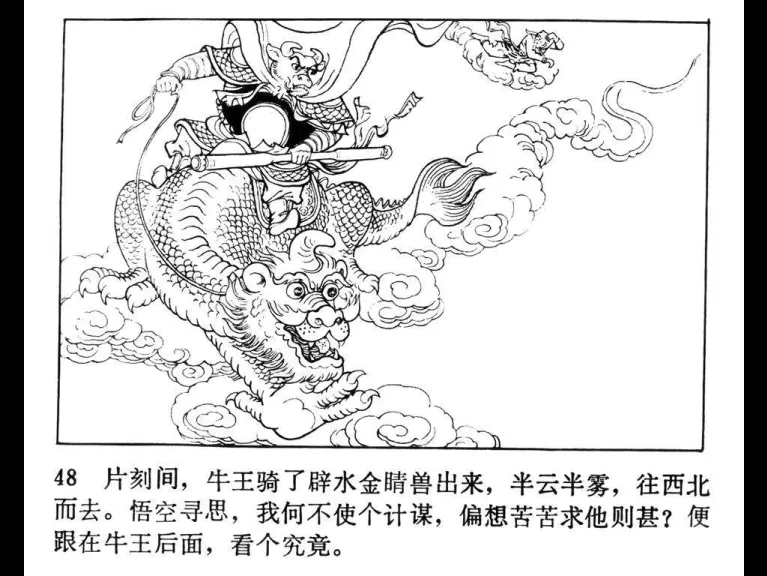 48 片刻间，牛王骑了辟水金睛兽出来，半云半雾，往西北
而去。悟空寻思，我何不使个计谋，偏想苦苦求他则甚？便
跟在牛王后面，看个究竟。